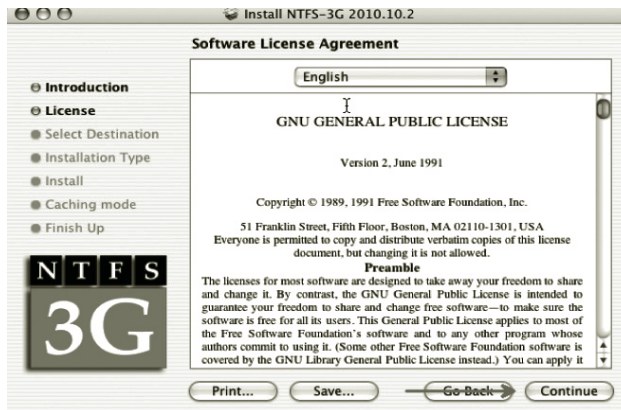 Install NTFS-3G 2010.10.2
Software License Agreement
English
Introduction
License
Select Destination
Installation Type
Install
Caching mode
Finish Up
NTFS
3G
GNU GENERAL PUBLIC LICENSE
Version 2, June 1991
Copyright © 1989, 1991 Free Software Foundation, Inc.
51 Franklin Street, Fifth Floor, Boston, MA 02110-1301, USA
Everyone is permitted to copy and distribute verbatim copies of this license
document, but changing it is not allowed.
Preamble
The licenses for most software are designed to take away your freedom to share
and change it. By contrast, the GNU General Public License is intended to
guarantee your freedom to share and change free software—to make sure the
software is free for all its users. This General Public License applies to most of
the Free Software Foundation's software and to any other program whose
authors commit to using it. (Some other Free Software Foundation software is
covered by the GNU Library General Public License instead.) You can apply it
Print... Save... Go Back Continue